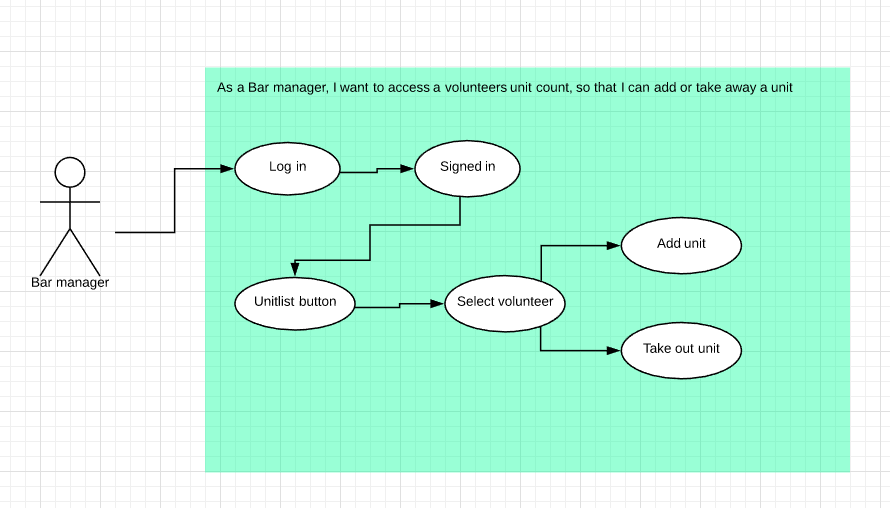 As a Bar manager, I want to access a volunteers unit count, so that I can add or take away a unit
Log in
Signed in
Add unit
Bar manager
Unitlist button
Select volunteer
Take out unit